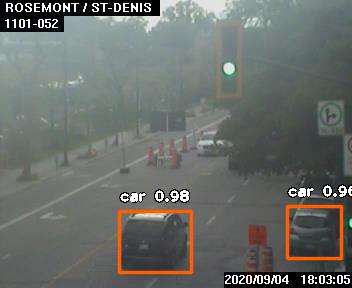 ROSEMONT / ST-DENIS
1101-052
car 0.98
car 0.96
2020/09/04 18:03:05